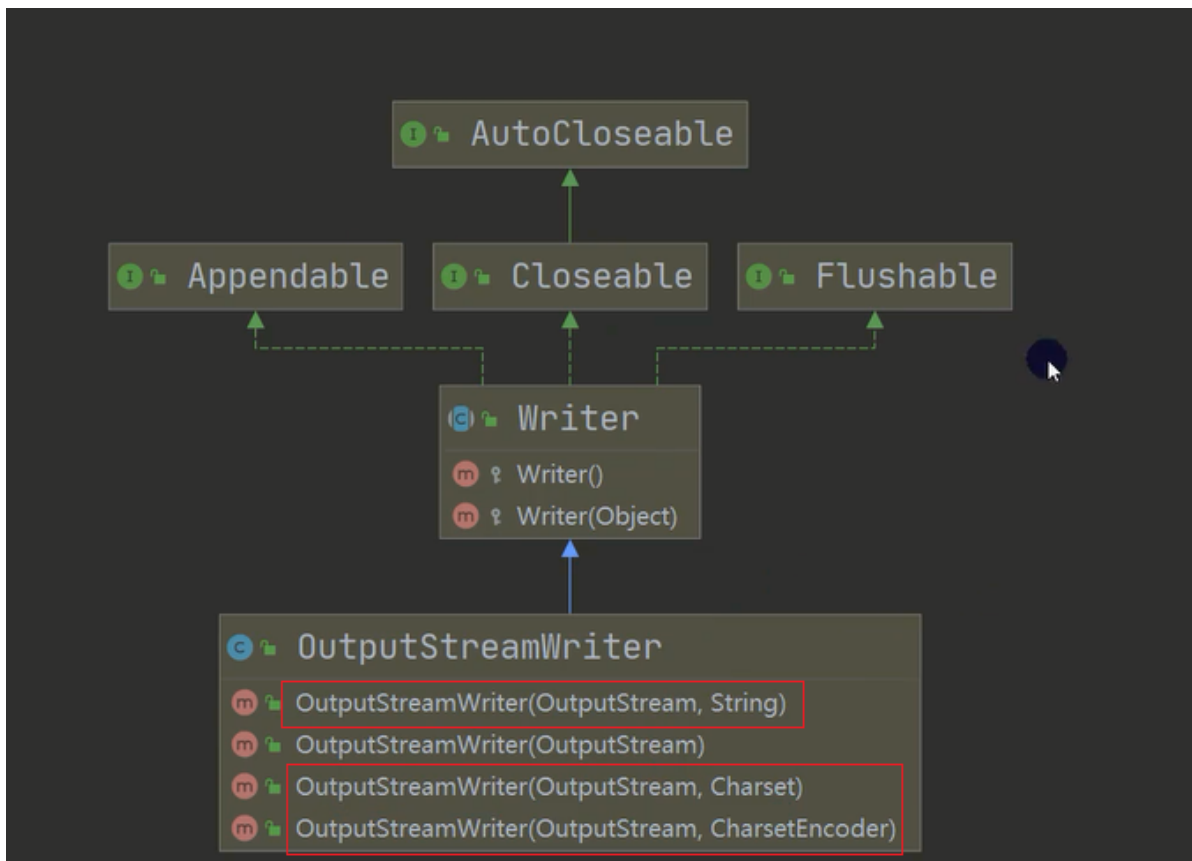 AutoCloseable
Appendable
Closeable
Flushable
Writer
Writer()
Writer(Object)
OutputStreamWriter
OutputStreamWriter(OutputStream, String)
OutputStreamWriter(OutputStream)
OutputStreamWriter(OutputStream, Charset)
OutputStreamWriter(OutputStream, CharsetEncoder)